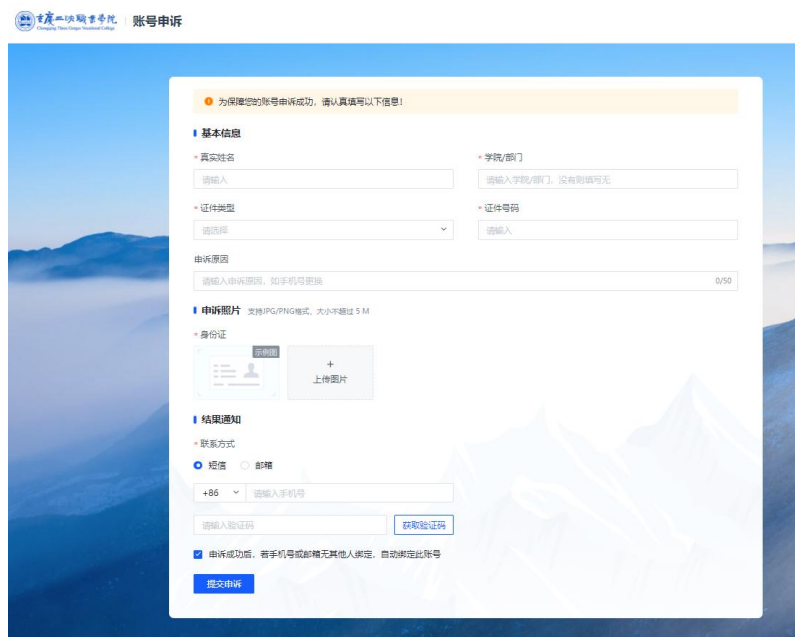 重庆三峡职业学院 账号申诉
Chongqing Three Gorges Vocational College
为保障您的账号申诉成功，请认真填写以下信息！
基本信息
* 真实姓名 * 学院/部门
请输入 请输入学院/部门，没有则填写无
* 证件类型 * 证件号码
请选择 请输入
申诉原因
请输入申诉原因，如手机号更换 0/50
申诉照片 支持JPG/PNG格式，大小不超过 5 M
* 身份证
示例图
+
上传图片
结果通知
* 联系方式
短信 邮箱
+86 请输入手机号
请输入验证码 获取验证码
申诉成功后，若手机号或邮箱无其他人绑定，自动绑定此账号
提交申诉